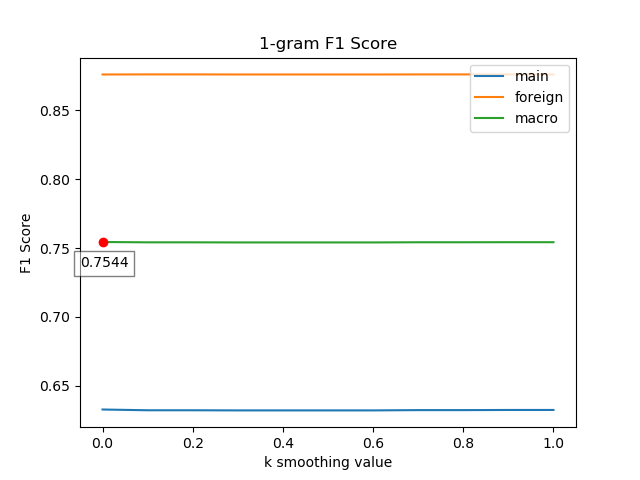 1-gram F1 Score
main
foreign
macro
0.85
0.80
0.75
0.70
0.65
F1 Score
0.7544
0.0 0.2 0.4 0.6 0.8 1.0
k smoothing value